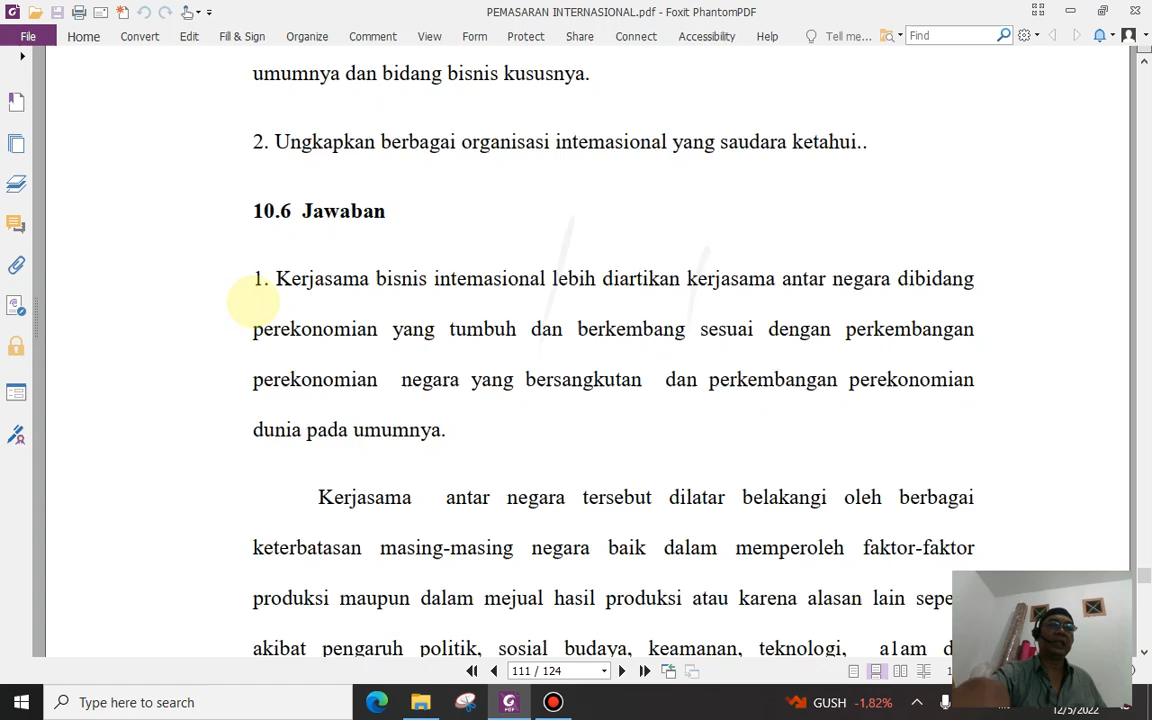 PEMASARAN INTERNASIONAL.pdf - Foxit PhantomPDF
File Home Convert Edit Fill & Sign Organize Comment View Form Protect Share Connect Accessibility Help Tell me... Find
umumnya dan bidang bisnis kususnya.
2. Ungkapkan berbagai organisasi intemasional yang saudara ketahui..
10.6 Jawaban
1. Kerjasama bisnis intemasional lebih diartikan kerjasama antar negara dibidang
perekonomian yang tumbuh dan berkembang sesuai dengan perkembangan
perekonomian negara yang bersangkutan dan perkembangan perekonomian
dunia pada umumnya.
Kerjasama antar negara tersebut dilatar belakangi oleh berbagai
keterbatasan masing-masing negara baik dalam memperoleh faktor-faktor
produksi maupun dalam mejual hasil produksi atau karena alasan lain
akibat pengaruh politik, sosial budaya, keamanan, teknologi, a1am
111 / 124
Type here to search
GUSH -1,82%
12/5/2022